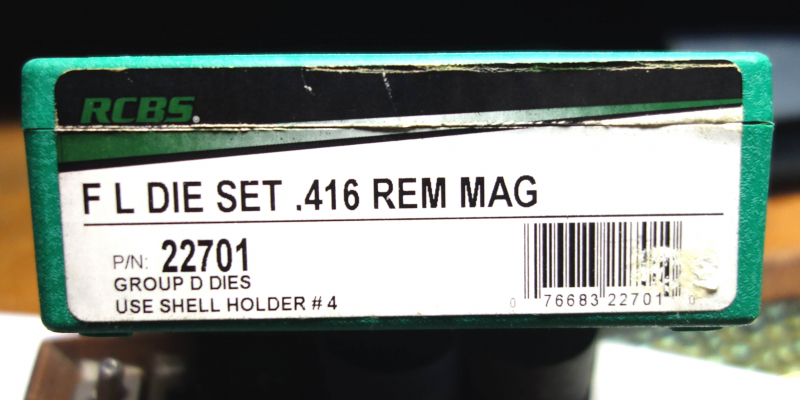 RCBS.
F L DIE SET .416 REM MAG
P/N: 22701
GROUP D DIES
USE SHELL HOLDER # 4
0 76683 22701 0